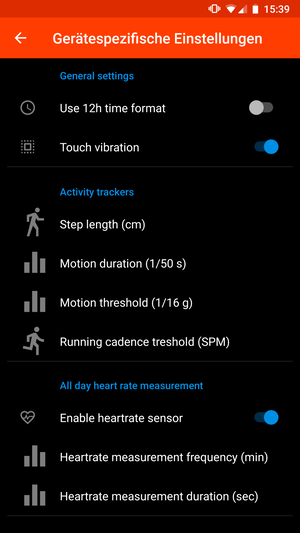 15:39
Gerätespezifische Einstellungen
General settings
Use 12h time format
Touch vibration
Activity trackers
Step length (cm)
Motion duration (1/50 s)
Motion threshold (1/16 g)
Running cadence treshold (SPM)
All day heart rate measurement
Enable heartrate sensor
Heartrate measurement frequency (min)
Heartrate measurement duration (sec)